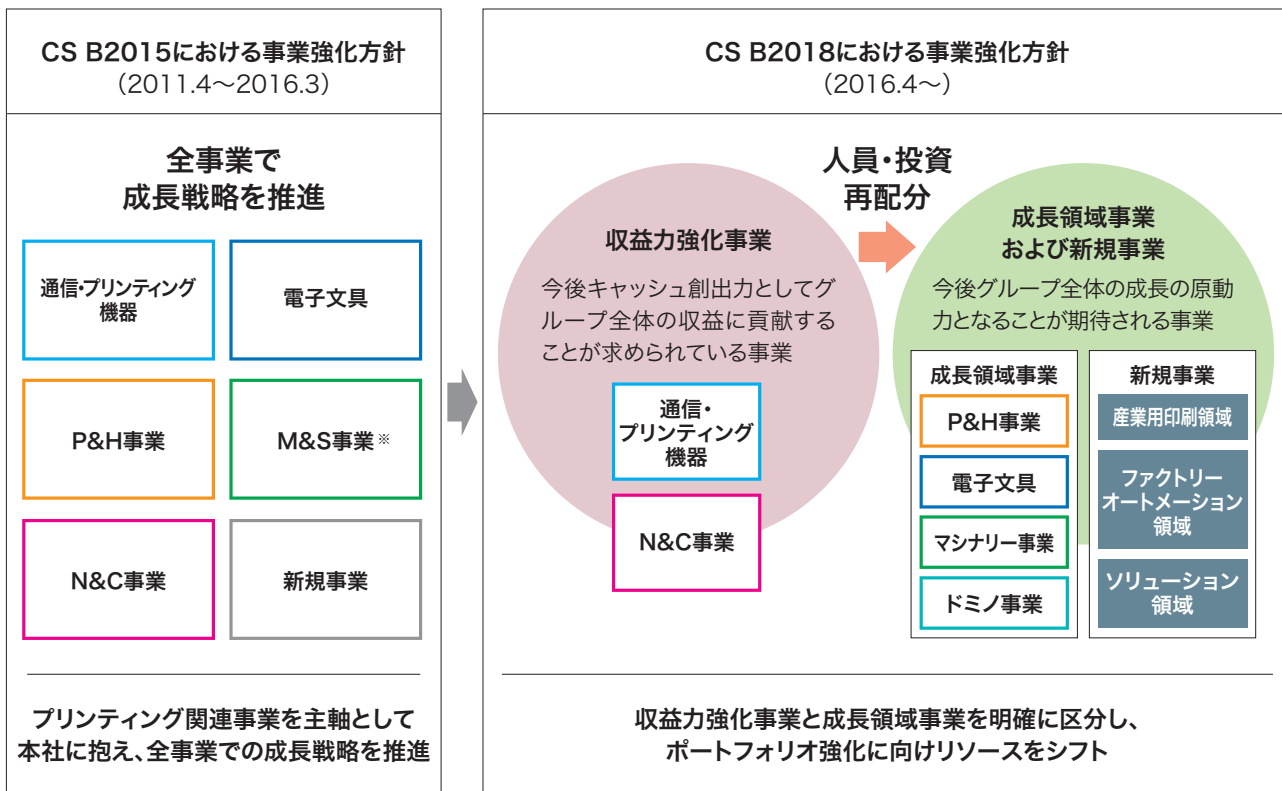 CS B2015における事業強化方針
（2011.4〜2016.3）
全事業で
成長戦略を推進
通信・プリンティング
機器
電子文具
P&H事業
M&S事業※
N&C事業
新規事業
プリンティング関連事業を主軸として
本社に抱え、全事業での成長戦略を推進
CS B2018における事業強化方針
（2016.4〜）
人員・投資
再配分
収益力強化事業
今後キャッシュ創出力としてグ
ループ全体の収益に貢献する
ことが求められている事業
通信・
プリンティング
機器
N&C事業
成長領域事業
および新規事業
今後グループ全体の成長の原動
力となることが期待される事業
成長領域事業
P&H事業
電子文具
マシナリー事業
ドミノ事業
新規事業
産業用印刷領域
ファクトリー
オートメーション
領域
ソリューション
領域
収益力強化事業と成長領域事業を明確に区分し、
ポートフォリオ強化に向けリソースをシフト